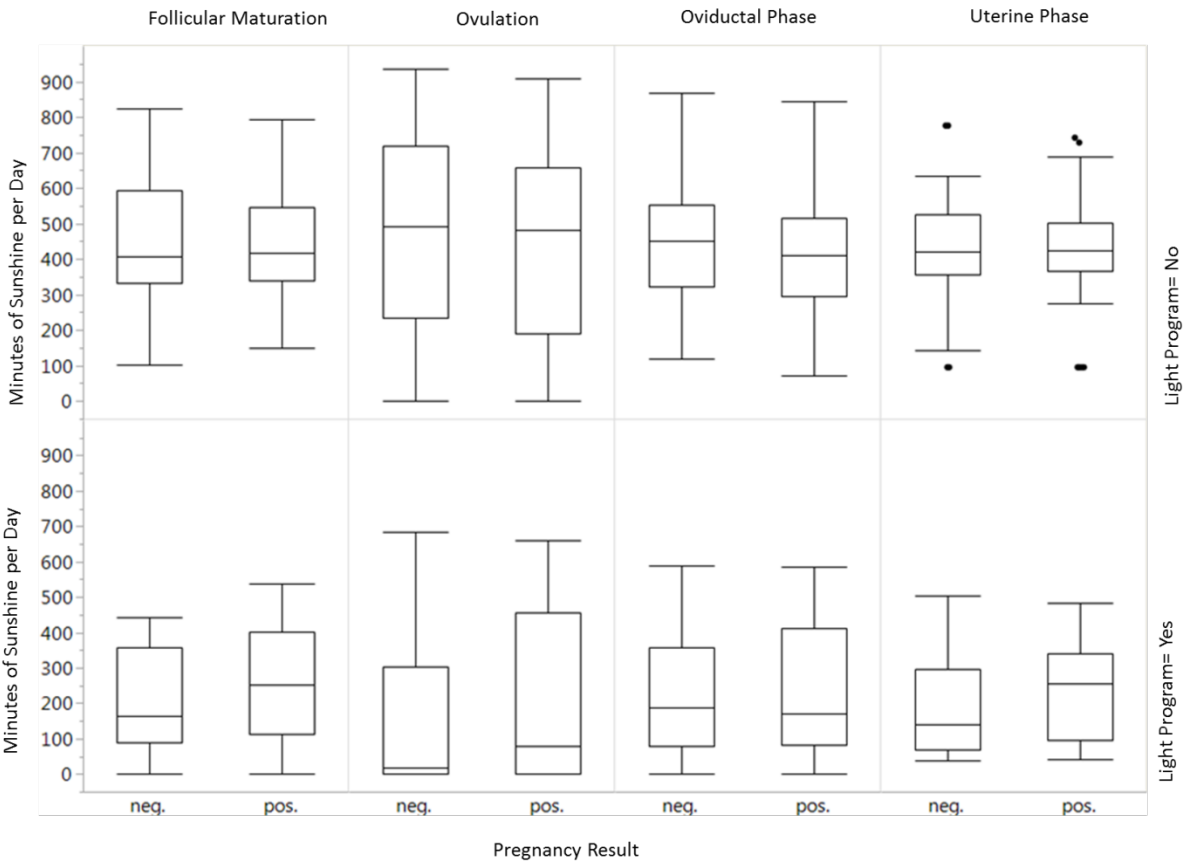 Follicular Maturation
Ovulation
Oviductal Phase
Uterine Phase
Minutes of Sunshine per Day
900
800
700
600
500
400
300
200
100
0
Light Program= No
Minutes of Sunshine per Day
900
800
700
600
500
400
300
200
100
0
Light Program= Yes
neg.
pos.
neg.
pos.
neg.
pos.
neg.
pos.
Pregnancy Result